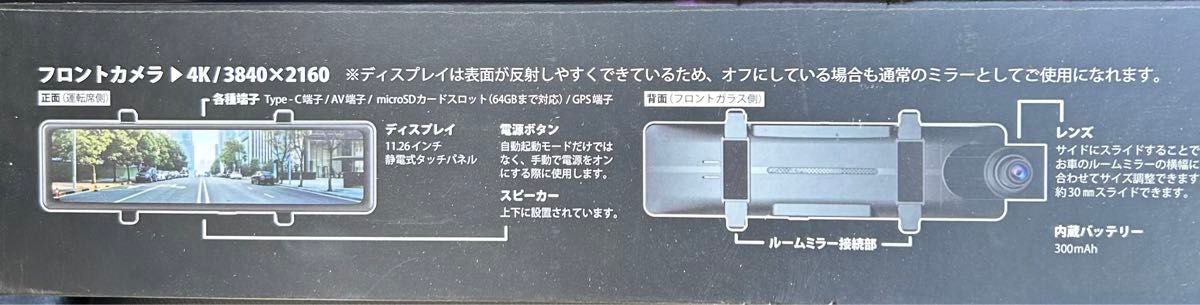 フロントカメラ▶4K/3840×2160 ※ディスプレイは表面が反射しやすくできているため、オフにしている場合も通常のミラーとしてご使用になれます。
正面(運転席側)
各種端子 Type-C端子/AV端子/microSDカードスロット(64GBまで対応)/GPS端子
ディスプレイ
11.26インチ
静電式タッチパネル
電源ボタン
自動起動モードだけでは
なく、手動で電源をオン
にする際に使用します。
スピーカー
上下に設置されています。
背面(フロントガラス側)
ルームミラー接続部
レンズ
サイドにスライドすることで
お車のルームミラーの横幅に
合わせてサイズ調整できます
約30㎜スライドできます。
内蔵バッテリー
300mAh